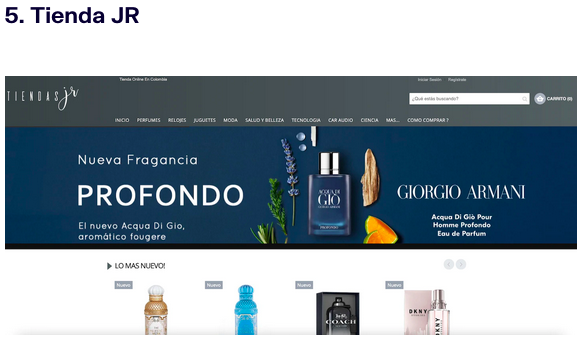 5. Tienda JR
Tienda Online En Colombia
Iniciar Sesión Registrate
TIENDAS jr
¿Qué estás buscando?
CARRITO (0)
INICIO PERFUMES RELOJES JUGUETES MODA SALUD Y BELLEZA TECNOLOGIA CAR AUDIO CIENCIA MAS... COMO COMPRAR ?
Nueva Fragancia
PROFONDO
El nuevo Acqua Di Gio,
aromático fougere
ACQUA
DI
GIÒ
PROFONDO
GIORGIO ARMANI
Acqua Di Giò Pour
Homme Profondo
Eau de Parfum
LO MAS NUEVO!
Nuevo Nuevo Nuevo Nuevo
COACH
DKNY